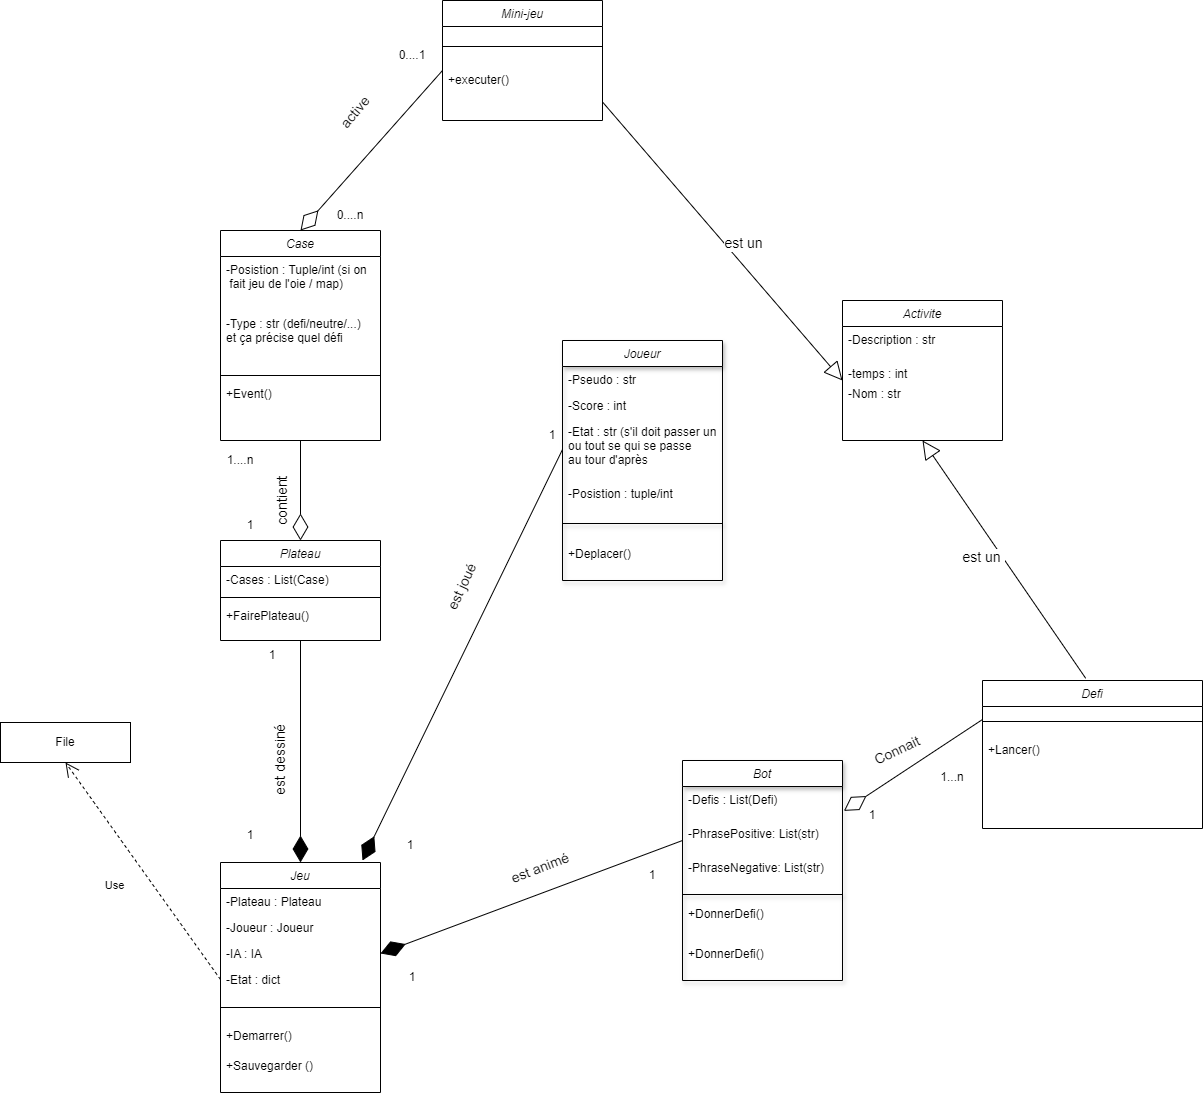 Mini-jeu
+executer()
0....1
active
0....n
Case
-Posistion : Tuple/int (si on
fait jeu de l'oie / map)
-Type : str (defi/neutre/...)
et ça précise quel défi
+Event()
est un
Activite
-Description : str
-temps : int
-Nom : str
Joueur
-Pseudo : str
-Score : int
-Etat : str (s'il doit passer un
ou tout se qui se passe
au tour d'après
-Posistion : tuple/int
+Deplacer()
1
1....n
contient
1
Plateau
-Cases : List(Case)
+FairePlateau()
1
est joué
est un
Defi
+Lancer()
File
est dessiné
Connait
1...n
1
Bot
-Defis : List(Defi)
-PhrasePositive: List(str)
-PhraseNegative: List(str)
+DonnerDefi()
+DonnerDefi()
1
1
est animé
1
1
Use
Jeu
-Plateau : Plateau
-Joueur : Joueur
-IA : IA
-Etat : dict
+Demarrer()
+Sauvegarder ()